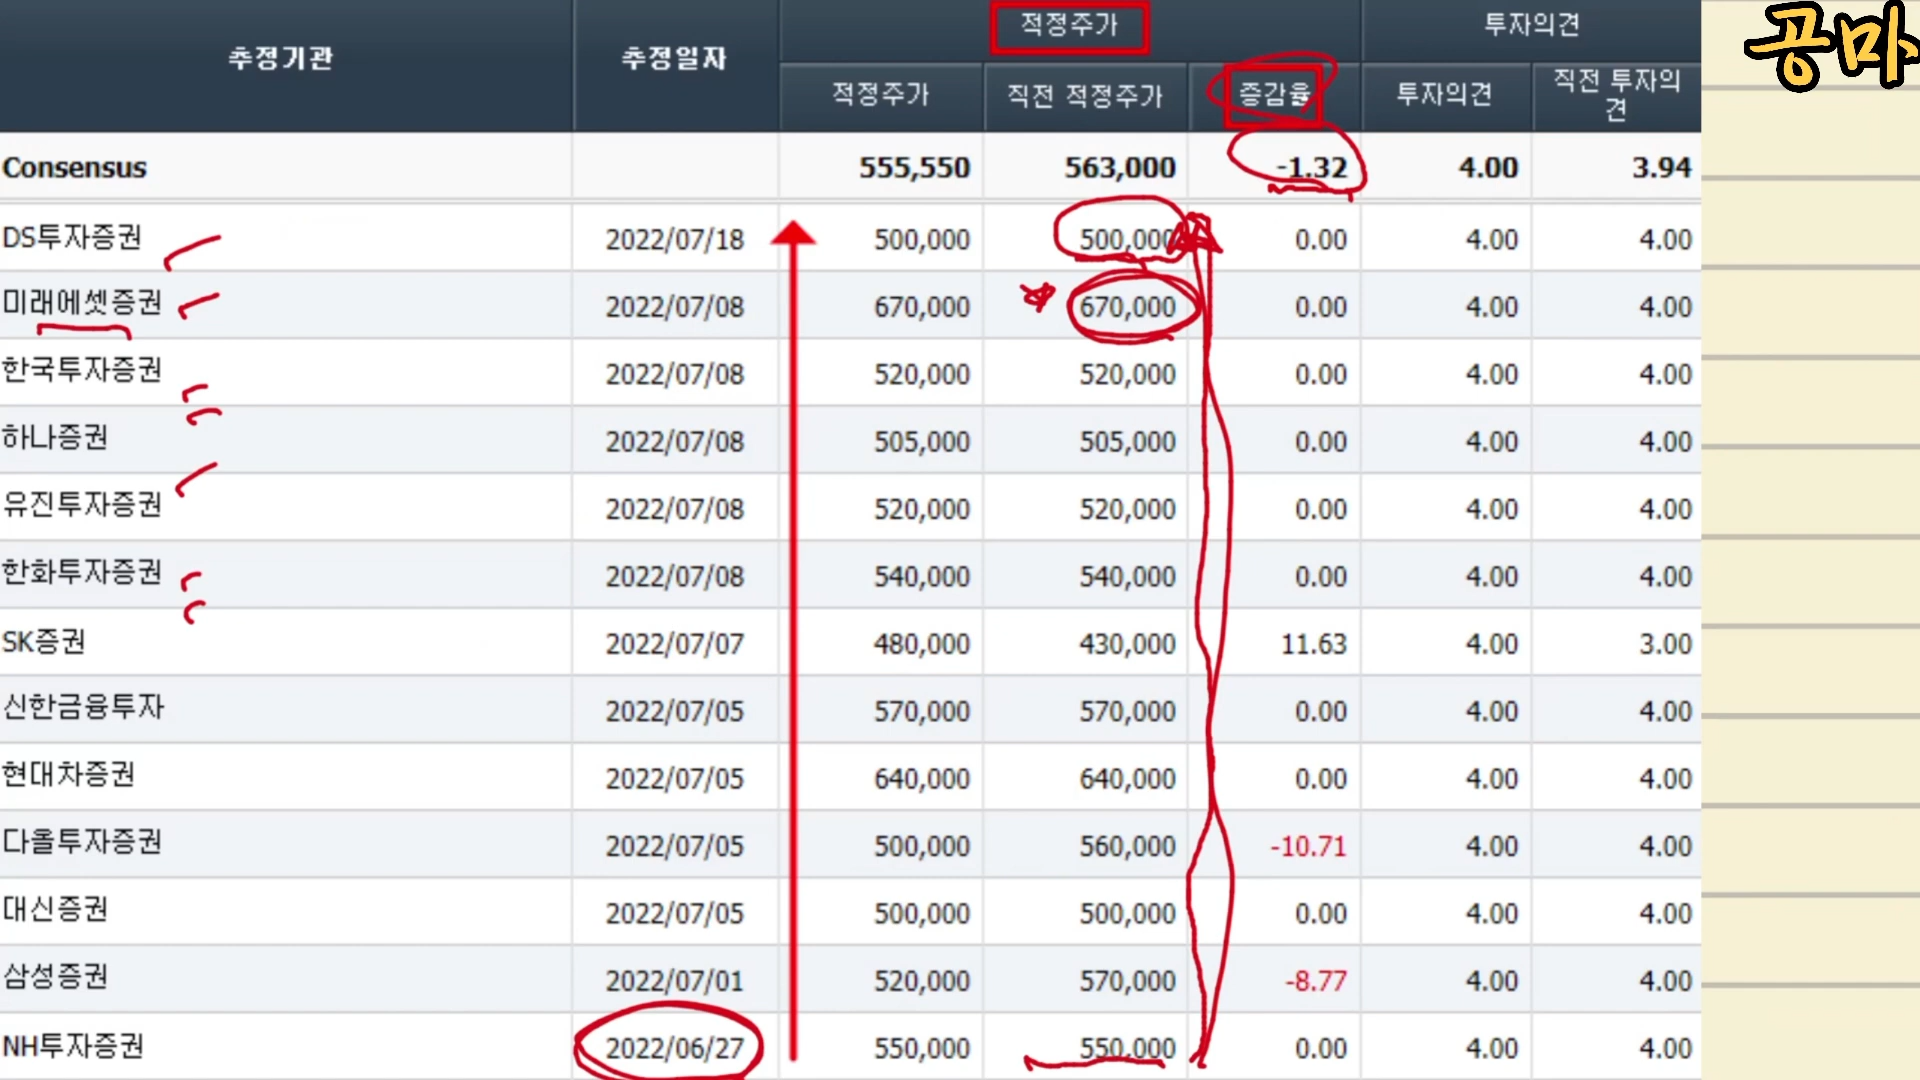 공마
추정기관 추정일자 적정주가 투자의견
적정주가 직전 적정주가 증감율 투자의견 직전 투자의
견
Consensus 555,550 563,000 -1.32 4.00 3.94
DS투자증권 2022/07/18 500,000 500,000 0.00 4.00 4.00
미래에셋증권 2022/07/08 670,000 670,000 0.00 4.00 4.00
한국투자증권 2022/07/08 520,000 520,000 0.00 4.00 4.00
하나증권 2022/07/08 505,000 505,000 0.00 4.00 4.00
유진투자증권 2022/07/08 520,000 520,000 0.00 4.00 4.00
한화투자증권 2022/07/08 540,000 540,000 0.00 4.00 4.00
SK증권 2022/07/07 480,000 430,000 11.63 4.00 3.00
신한금융투자 2022/07/05 570,000 570,000 0.00 4.00 4.00
현대차증권 2022/07/05 640,000 640,000 0.00 4.00 4.00
다올투자증권 2022/07/05 500,000 560,000 -10.71 4.00 4.00
대신증권 2022/07/05 500,000 500,000 0.00 4.00 4.00
삼성증권 2022/07/01 520,000 570,000 -8.77 4.00 4.00
NH투자증권 2022/06/27 550,000 550,000 0.00 4.00 4.00